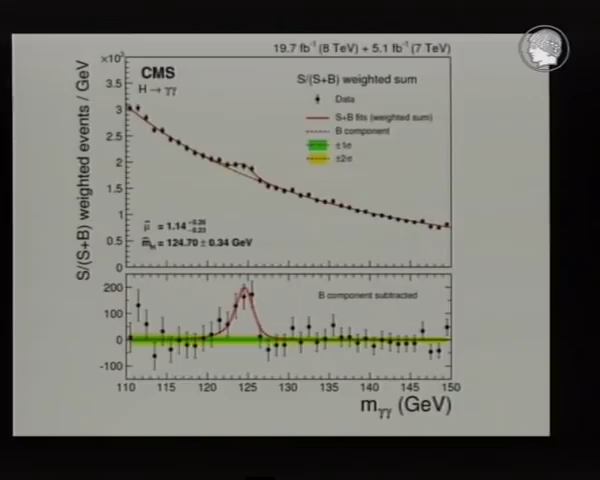 19.7 fb⁻¹ (8 TeV) + 5.1 fb⁻¹ (7 TeV)
×10³
S/(S+B) weighted events / GeV
CMS
H → γγ
S/(S+B) weighted sum
Data
S+B fits (weighted sum)
B component
±1σ
±2σ
3.5
3
2.5
2
1.5
1
0.5
0
μ̂ = 1.14
m̂_H = 124.70 ± 0.34 GeV
B component subtracted
200
100
0
-100
110 115 120 125 130 135 140 145 150
m_γγ (GeV)